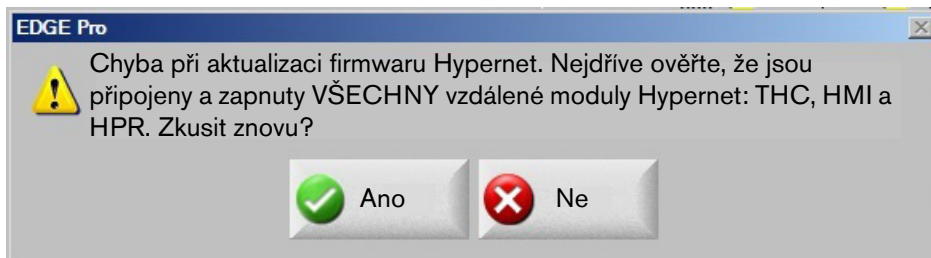 EDGE Pro
Chyba při aktualizaci firmwaru Hypernet. Nejdříve ověřte, že jsou
připojeny a zapnuty VŠECHNY vzdálené moduly Hypernet: THC, HMI a
HPR. Zkusit znovu?
Ano
Ne